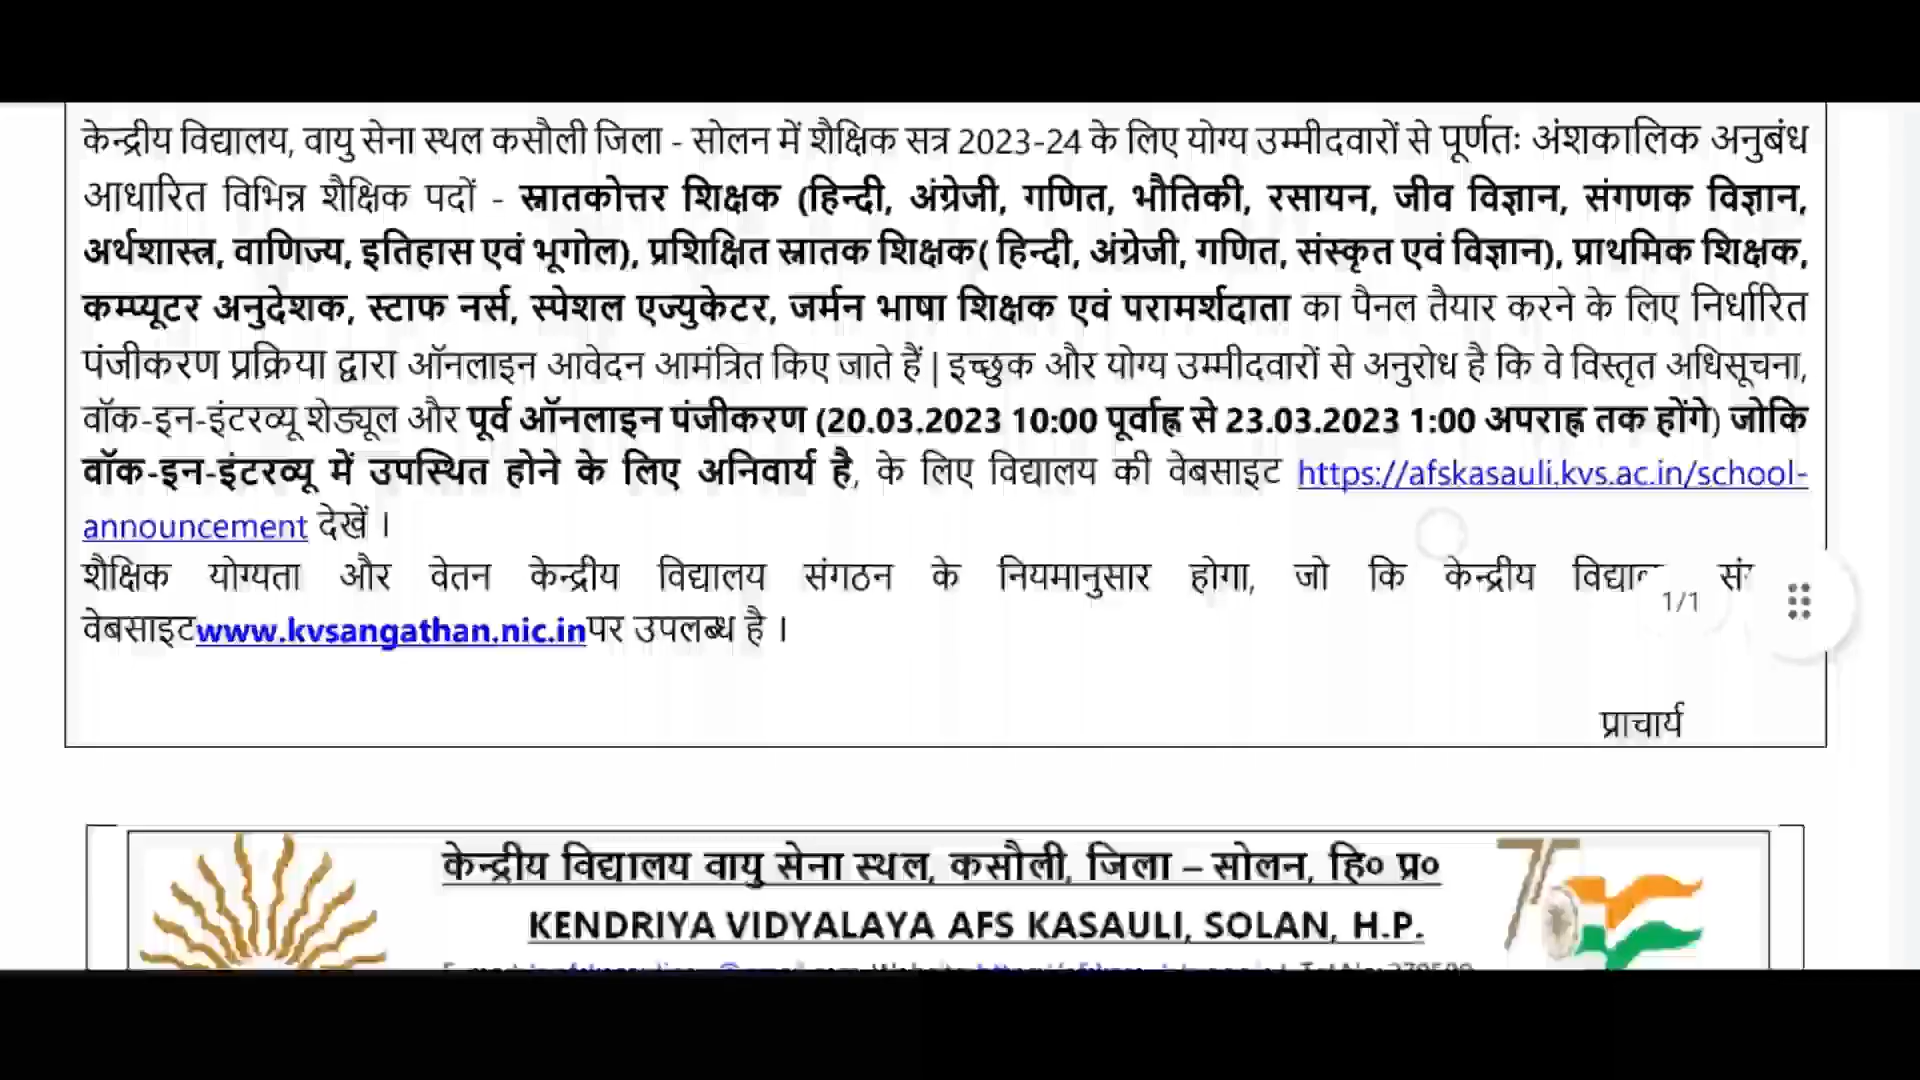 केन्द्रीय विद्यालय, वायु सेना स्थल कसौली जिला - सोलन में शैक्षिक सत्र 2023-24 के लिए योग्य उम्मीदवारों से पूर्णतः अंशकालिक अनुबंध
आधारित विभिन्न शैक्षिक पदों - स्नातकोत्तर शिक्षक (हिन्दी, अंग्रेजी, गणित, भौतिकी, रसायन, जीव विज्ञान, संगणक विज्ञान,
अर्थशास्त्र, वाणिज्य, इतिहास एवं भूगोल), प्रशिक्षित स्नातक शिक्षक( हिन्दी, अंग्रेजी, गणित, संस्कृत एवं विज्ञान), प्राथमिक शिक्षक,
कम्प्यूटर अनुदेशक, स्टाफ नर्स, स्पेशल एज्युकेटर, जर्मन भाषा शिक्षक एवं परामर्शदाता का पैनल तैयार करने के लिए निर्धारित
पंजीकरण प्रक्रिया द्वारा ऑनलाइन आवेदन आमंत्रित किए जाते हैं | इच्छुक और योग्य उम्मीदवारों से अनुरोध है कि वे विस्तृत अधिसूचना,
वॉक-इन-इंटरव्यू शेड्यूल और पूर्व ऑनलाइन पंजीकरण (20.03.2023 10:00 पूर्वाह्न से 23.03.2023 1:00 अपराह्न तक होंगे) जोकि
वॉक-इन-इंटरव्यू में उपस्थित होने के लिए अनिवार्य है, के लिए विद्यालय की वेबसाइट https://afskasauli.kvs.ac.in/school-
announcement देखें ।
शैक्षिक योग्यता और वेतन केन्द्रीय विद्यालय संगठन के नियमानुसार होगा, जो कि केन्द्रीय
1/1
वेबसाइटwww.kvsangathan.nic.inपर उपलब्ध है ।
प्राचार्य
केन्द्रीय विद्यालय वायु सेना स्थल, कसौली, जिला – सोलन, हि० प्र०
KENDRIYA VIDYALAYA AFS KASAULI, SOLAN, H.P.